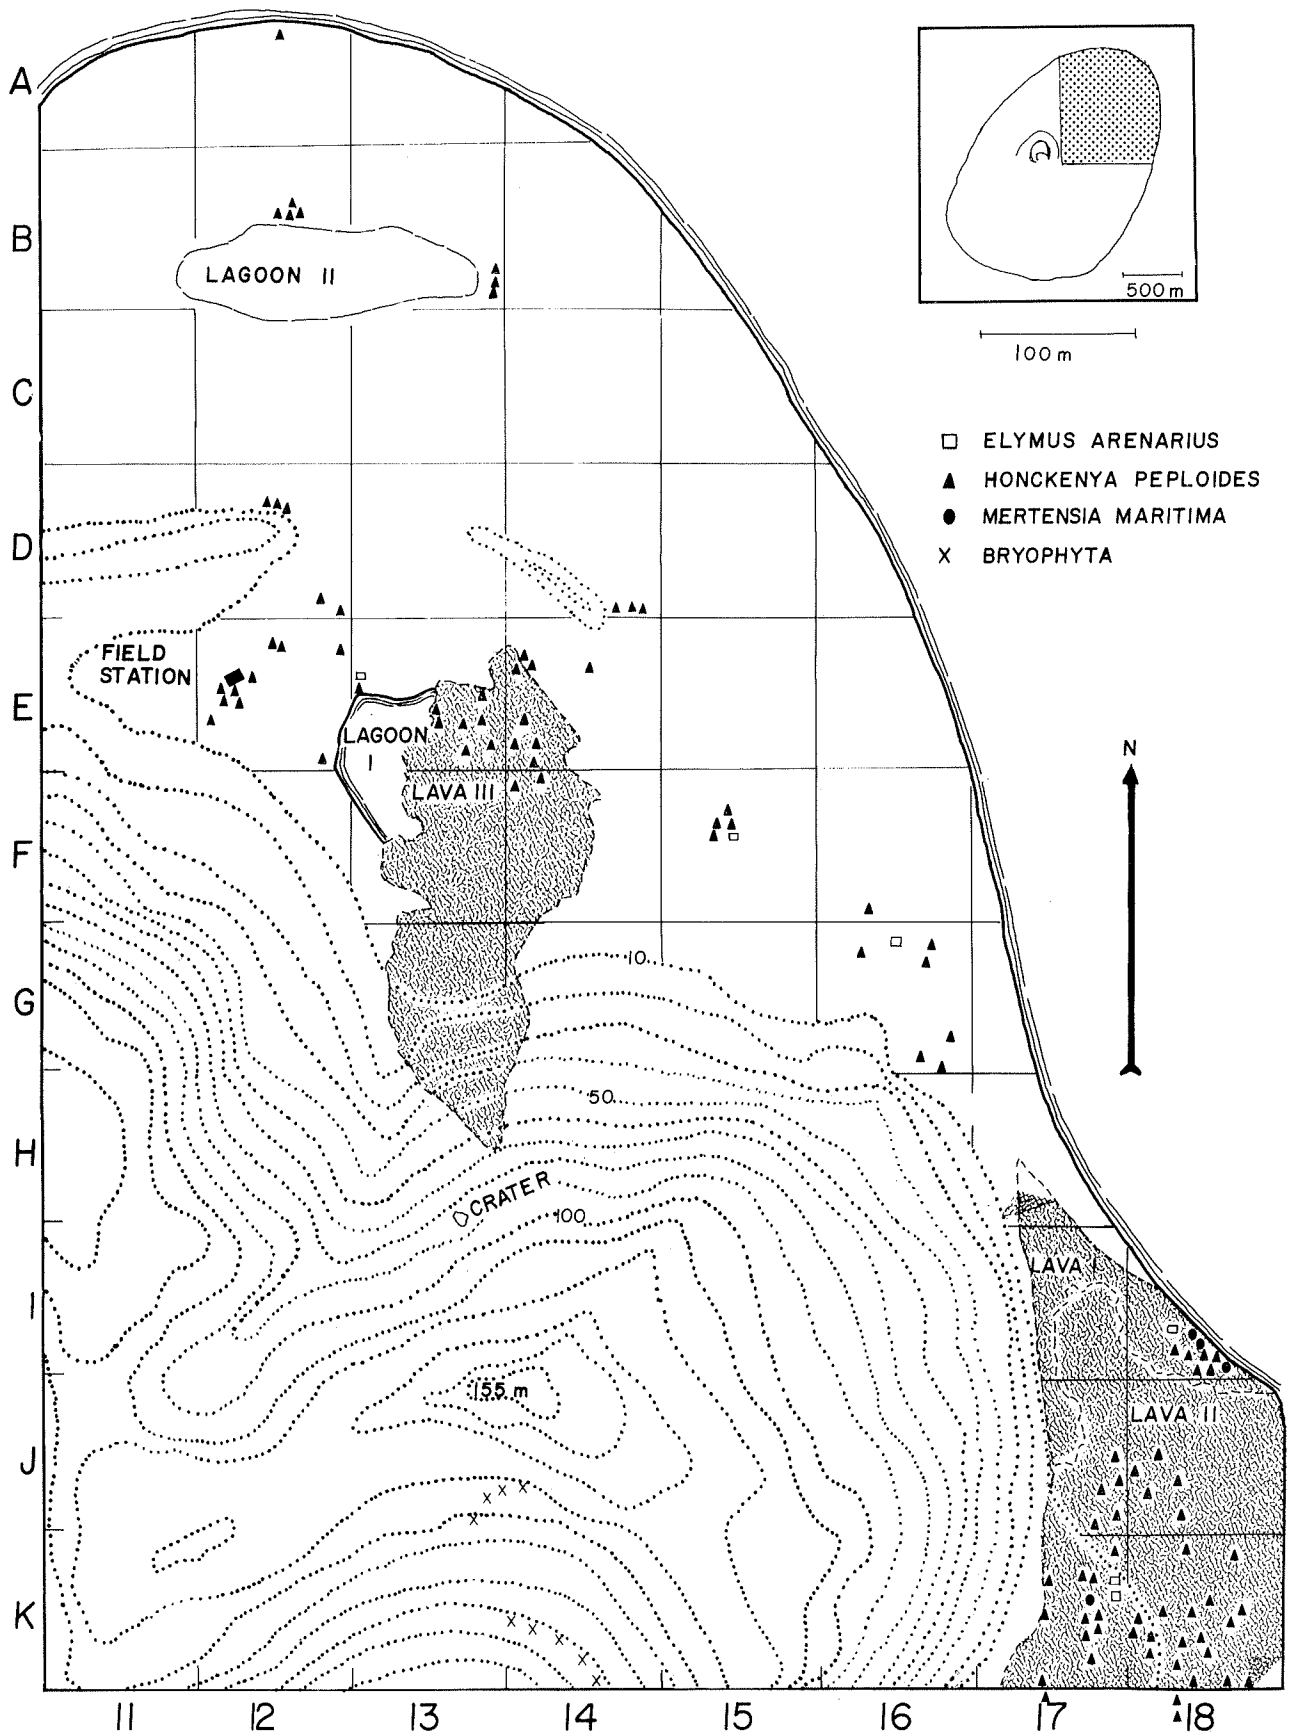 A
B
C
D
E
F
G
H
I
J
K
11 12 13 14 15 16 17 18
500 m
100 m
ELYMUS ARENARIUS
HONCKENYA PEPLOIDES
MERTENSIA MARITIMA
BRYOPHYTA
N
LAGOON II
FIELD
STATION
LAGOON
I
LAVA III
10
50
CRATER
100
155 m
LAVA I
LAVA II